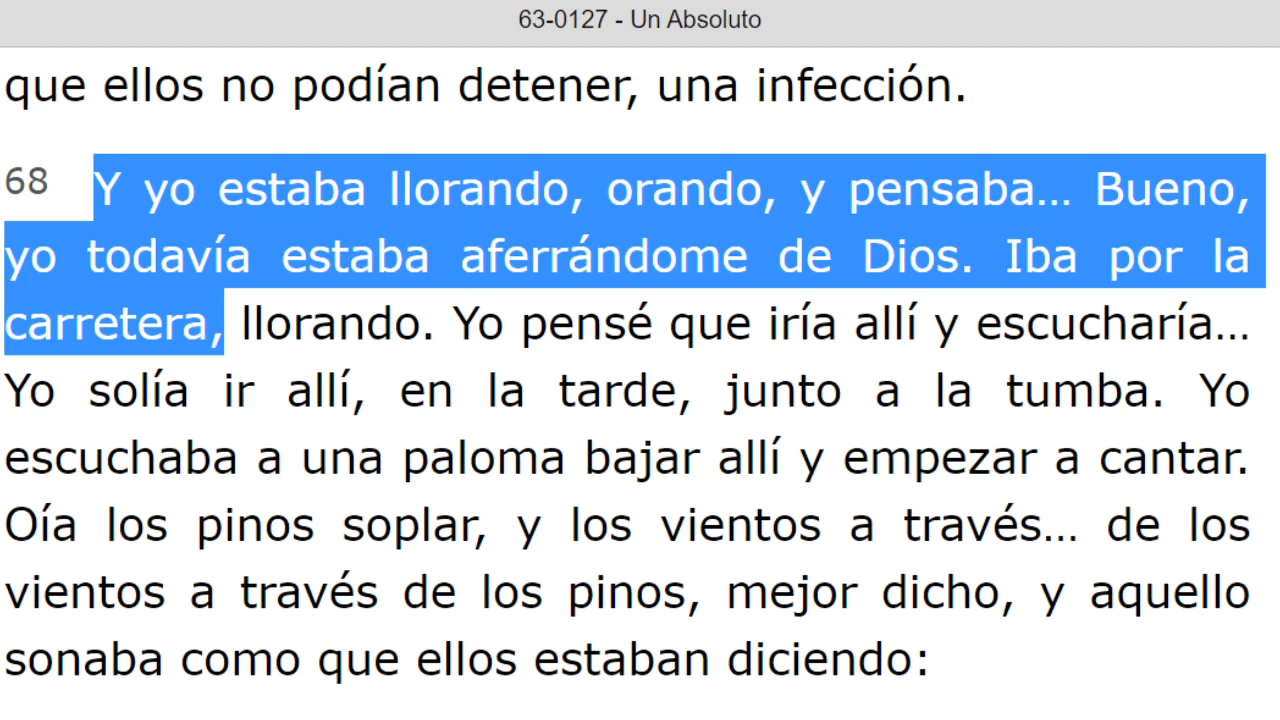 63-0127 - Un Absoluto
que ellos no podían detener, una infección.
68 Y yo estaba llorando, orando, y pensaba… Bueno,
yo todavía estaba aferrándome de Dios. Iba por la
carretera, llorando. Yo pensé que iría allí y escucharía…
Yo solía ir allí, en la tarde, junto a la tumba. Yo
escuchaba a una paloma bajar allí y empezar a cantar.
Oía los pinos soplar, y los vientos a través… de los
vientos a través de los pinos, mejor dicho, y aquello
sonaba como que ellos estaban diciendo: